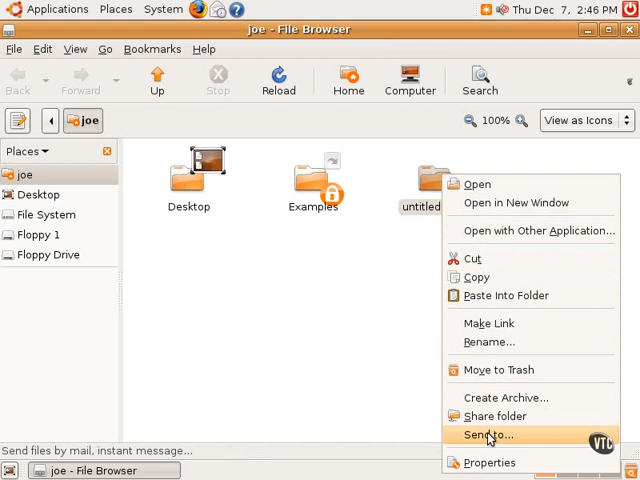 Applications Places System Thu Dec 7, 2:46 PM
joe - File Browser
File Edit View Go Bookmarks Help
Back Forward Up Stop Reload Home Computer Search
joe 100% View as Icons
Places
joe
Desktop
File System
Floppy 1
Floppy Drive
Desktop
Examples
untitled
Open
Open in New Window
Open with Other Application...
Cut
Copy
Paste Into Folder
Make Link
Rename...
Move to Trash
Create Archive...
Share folder
Send to...
Properties
VTC
Send files by mail, instant message...
joe - File Browser